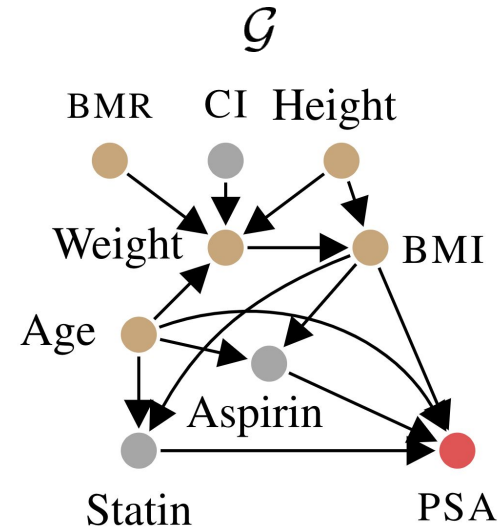 𝒢
BMR CI Height
Weight BMI
Age
Aspirin
Statin PSA